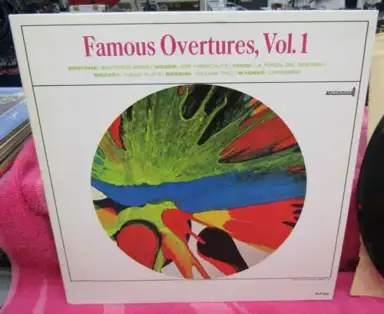 Famous Overtures, Vol. 1
SMETANA: BARTERED BRIDE / WEBER: DER FREISCHUTZ / VERDI: LA FORZA DEL DESTINO
MOZART: MAGIC FLUTE / ROSSINI: WILLIAM TELL / WAGNER: LOHENGRIN